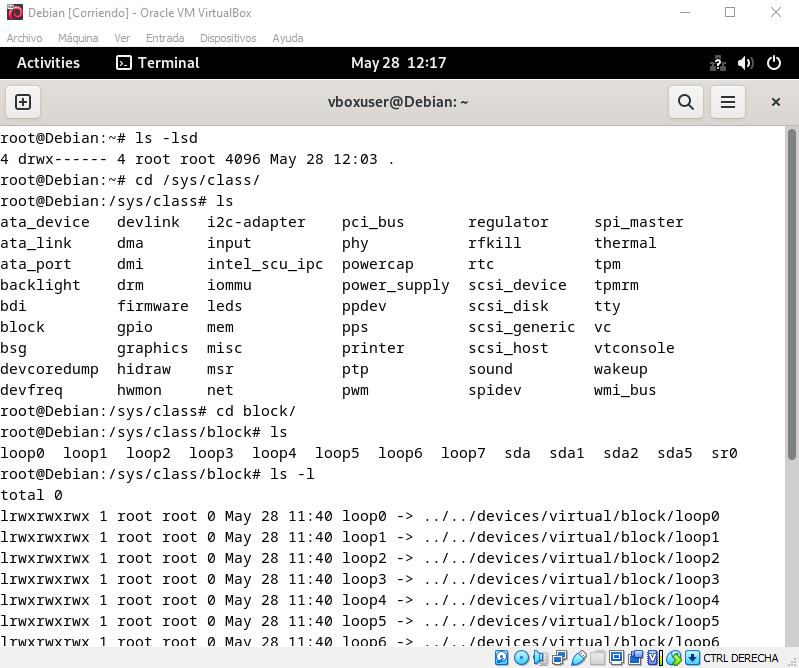 Debian [Corriendo] - Oracle VM VirtualBox
Archivo Máquina Ver Entrada Dispositivos Ayuda
Activities Terminal May 28 12:17
vboxuser@Debian: ~
root@Debian:~# ls -lsd
4 drwx------ 4 root root 4096 May 28 12:03 .
root@Debian:~# cd /sys/class/
root@Debian:/sys/class# ls
ata_device devlink i2c-adapter pci_bus regulator spi_master
ata_link dma input phy rfkill thermal
ata_port dmi intel_scu_ipc powercap rtc tpm
backlight drm iommu power_supply scsi_device tpmrm
bdi firmware leds ppdev scsi_disk tty
block gpio mem pps scsi_generic vc
bsg graphics misc printer scsi_host vtconsole
devcoredump hidraw msr ptp sound wakeup
devfreq hwmon net pwm spidev wmi_bus
root@Debian:/sys/class# cd block/
root@Debian:/sys/class/block# ls
loop0 loop1 loop2 loop3 loop4 loop5 loop6 loop7 sda sda1 sda2 sda5 sr0
root@Debian:/sys/class/block# ls -l
total 0
lrwxrwxrwx 1 root root 0 May 28 11:40 loop0 -> ../../devices/virtual/block/loop0
lrwxrwxrwx 1 root root 0 May 28 11:40 loop1 -> ../../devices/virtual/block/loop1
lrwxrwxrwx 1 root root 0 May 28 11:40 loop2 -> ../../devices/virtual/block/loop2
lrwxrwxrwx 1 root root 0 May 28 11:40 loop3 -> ../../devices/virtual/block/loop3
lrwxrwxrwx 1 root root 0 May 28 11:40 loop4 -> ../../devices/virtual/block/loop4
lrwxrwxrwx 1 root root 0 May 28 11:40 loop5 -> ../../devices/virtual/block/loop5
lrwxrwxrwx 1 root root 0 May 28 11:40 loop6 -> ../../devices/virtual/block/loop6
CTRL DERECHA